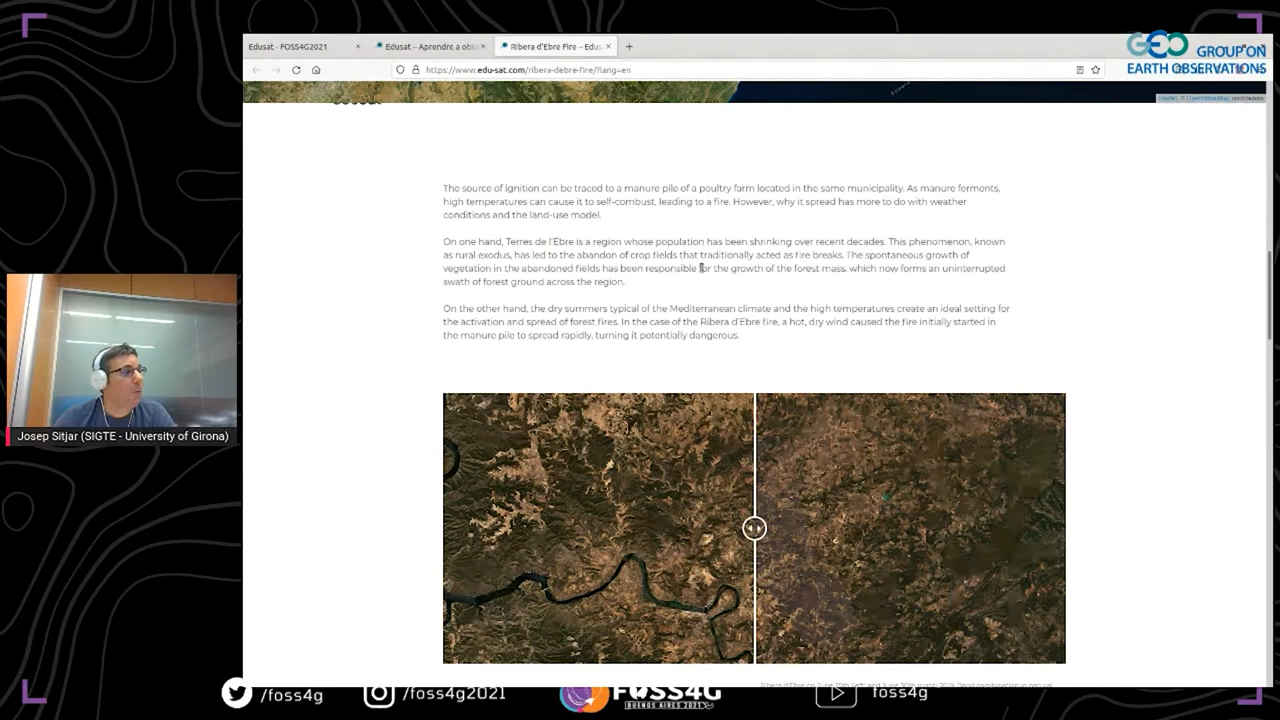 Edusat - FOSS4G2021
Edusat – Aprendre a obs
Ribera d'Ebre Fire – Edus
https://www.edu-sat.com/ribera-debre-fire/?lang=en
GEO GROUP ON
EARTH OBSERVATIONS
The source of ignition can be traced to a manure pile of a poultry farm located in the same municipality. As manure ferments,
high temperatures can cause it to self-combust, leading to a fire. However, why it spread has more to do with weather
conditions and the land-use model.
On one hand, Terres de l'Ebre is a region whose population has been shrinking over recent decades. This phenomenon, known
as rural exodus, has led to the abandon of crop fields that traditionally acted as fire breaks. The spontaneous growth of
vegetation in the abandoned fields has been responsible for the growth of the forest mass, which now forms an uninterrupted
swath of forest ground across the region.
On the other hand, the dry summers typical of the Mediterranean climate and the high temperatures create an ideal setting for
the activation and spread of forest fires. In the case of the Ribera d'Ebre fire, a hot, dry wind caused the fire initially started in
the manure pile to spread rapidly, turning it potentially dangerous.
Josep Sitjar (SIGTE - University of Girona)
/foss4g
/foss4g2021
FOSS4G
BUENOS AIRES 2021
foss4g